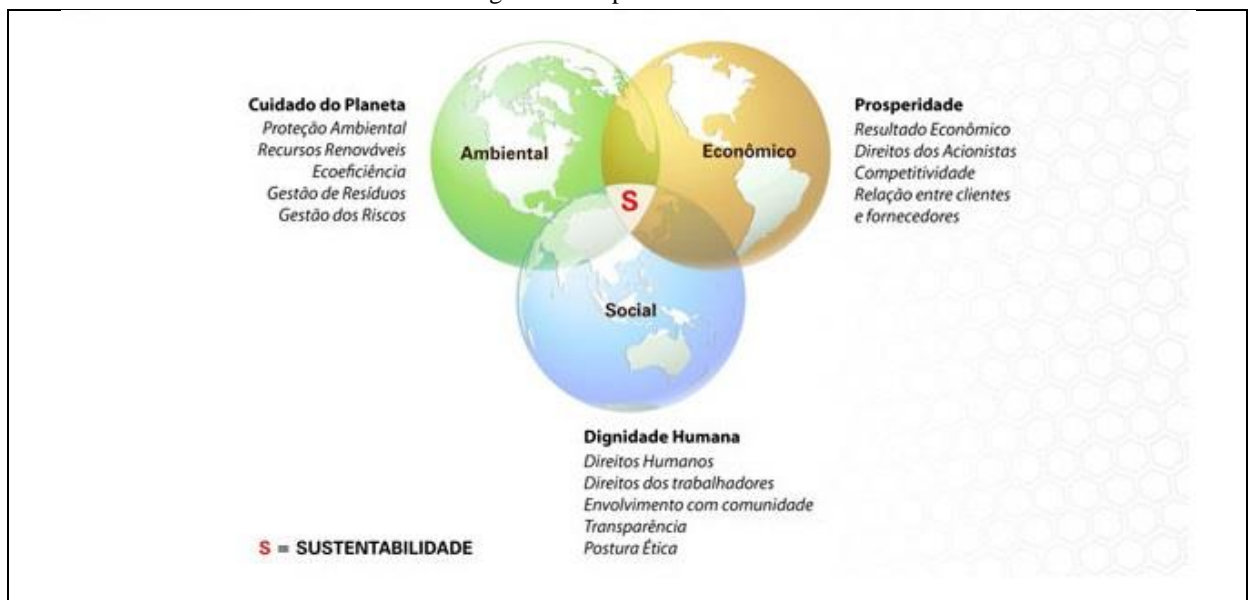 Cuidado do Planeta
Proteção Ambiental
Recursos Renováveis
Ecoeficiência
Gestão de Resíduos
Gestão dos Riscos
Ambiental
Econômico
S
Social
Prosperidade
Resultado Econômico
Direitos dos Acionistas
Competitividade
Relação entre clientes
e fornecedores
Dignidade Humana
Direitos Humanos
Direitos dos trabalhadores
Envolvimento com comunidade
Transparência
Postura Ética
S = SUSTENTABILIDADE